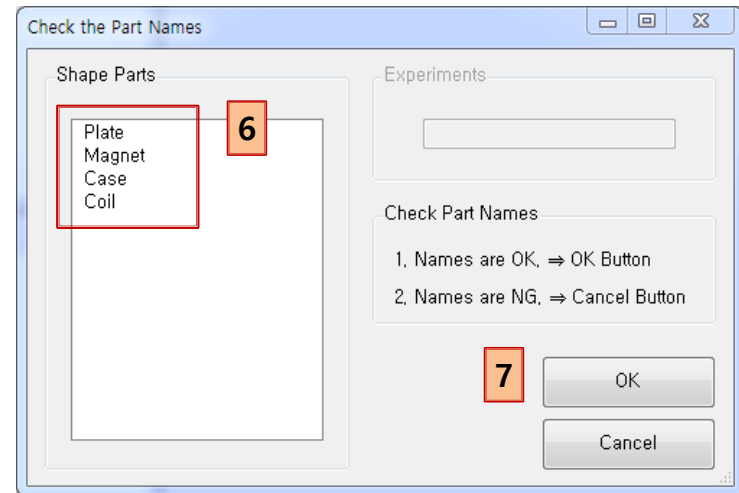 Check the Part Names
Shape Parts
6
Plate
Magnet
Case
Coil
Experiments
Check Part Names
1, Names are OK, ⇒ OK Button
2, Names are NG, ⇒ Cancel Button
7
OK
Cancel